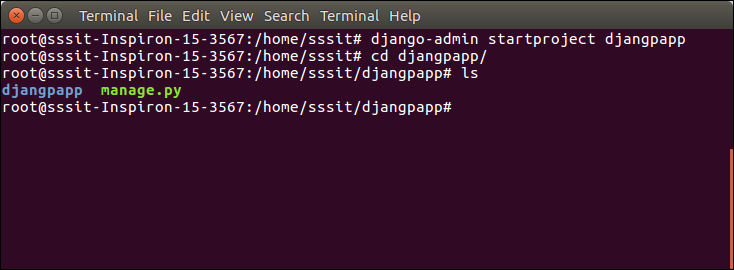 Terminal File Edit View Search Terminal Help
root@sssit-Inspiron-15-3567:/home/sssit# django-admin startproject djangpapp
root@sssit-Inspiron-15-3567:/home/sssit# cd djangpapp/
root@sssit-Inspiron-15-3567:/home/sssit/djangpapp# ls
djangpapp  manage.py
root@sssit-Inspiron-15-3567:/home/sssit/djangpapp#